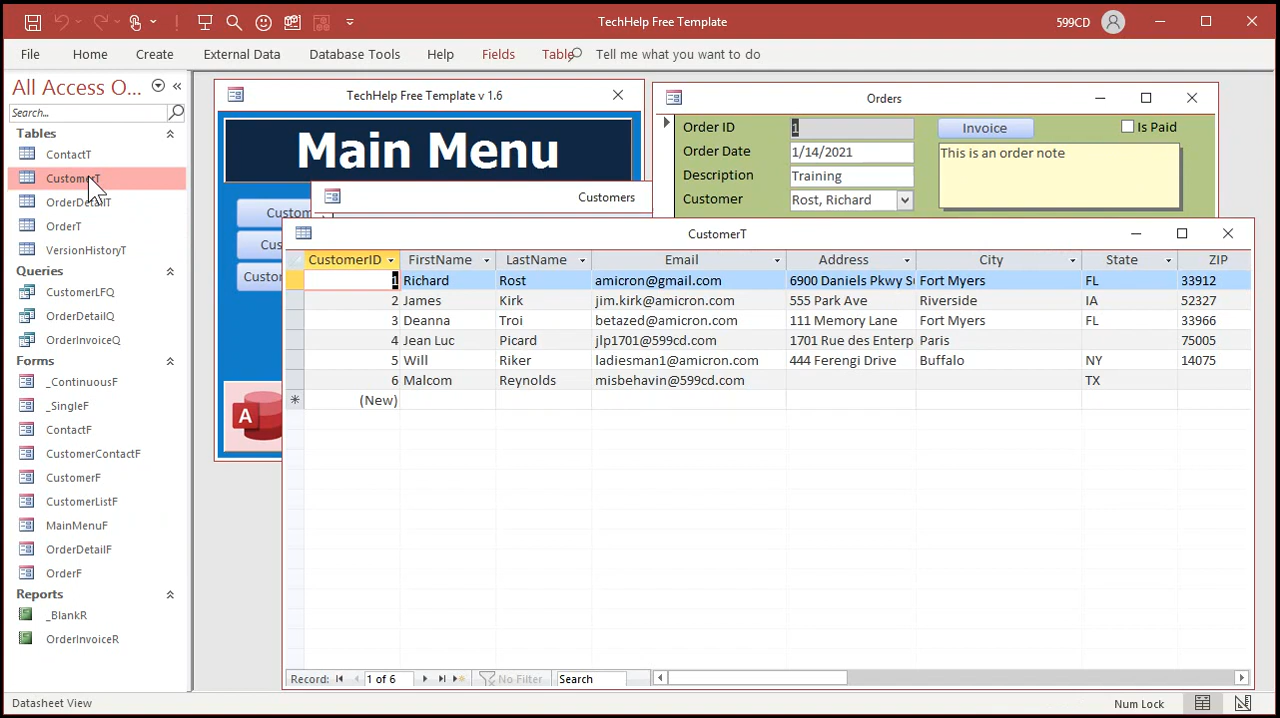 TechHelp Free Template
599CD
File Home Create External Data Database Tools Help Fields Table Tell me what you want to do
All Access O...
Search...
Tables
ContactT
CustomerT
OrderDetailT
OrderT
VersionHistoryT
Queries
CustomerLFQ
OrderDetailQ
OrderInvoiceQ
Forms
_ContinuousF
_SingleF
ContactF
CustomerContactF
CustomerF
CustomerListF
MainMenuF
OrderDetailF
OrderF
Reports
_BlankR
OrderInvoiceR
TechHelp Free Template v 1.6
Main Menu
Custom
Cus
Custo
A
Customers
Orders
Order ID 1 Invoice Is Paid
Order Date 1/14/2021 This is an order note
Description Training
Customer Rost, Richard
CustomerT
CustomerID FirstName LastName Email Address City State ZIP
1 Richard Rost amicron@gmail.com 6900 Daniels Pkwy Su Fort Myers FL 33912
2 James Kirk jim.kirk@amicron.com 555 Park Ave Riverside IA 52327
3 Deanna Troi betazed@amicron.com 111 Memory Lane Fort Myers FL 33966
4 Jean Luc Picard jlp1701@599cd.com 1701 Rue des Enterp Paris 75005
5 Will Riker ladiesman1@amicron.com 444 Ferengi Drive Buffalo NY 14075
6 Malcom Reynolds misbehavin@599cd.com TX
(New)
Record: 1 of 6 No Filter Search
Datasheet View Num Lock